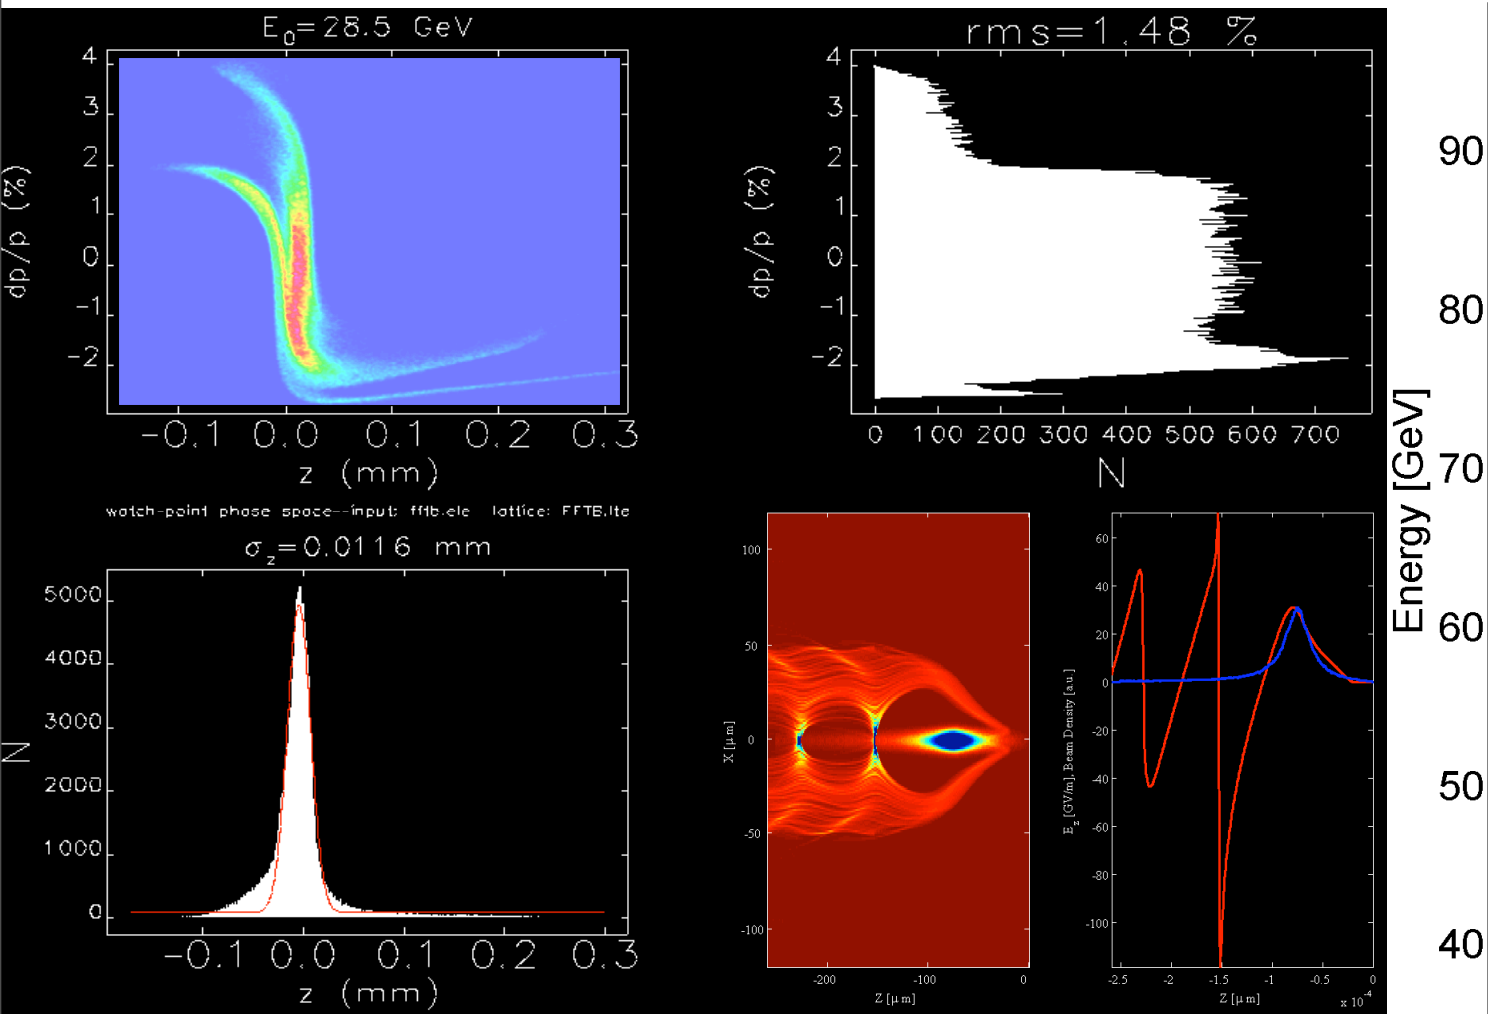 E0=28.5 GeV
4
3
2
1
0
-1
-2
dp/p (%)
-0.1 0.0 0.1 0.2 0.3
z (mm)
rms=1.48 %
4
3
2
1
0
-1
-2
dp/p (%)
0 100 200 300 400 500 600 700
N
watch-point phase space--input: fftb.ele lattice: FFTB.lte
σz=0.0116 mm
5000
4000
3000
2000
1000
0
N
-0.1 0.0 0.1 0.2 0.3
z (mm)
100
50
0
-50
-100
X [μm]
-200 -100 0
Z [μm]
60
40
20
0
-20
-40
-60
-80
-100
Ez [GV/m], Beam Density [a.u.]
-2.5 -2 -1.5 -1 -0.5 0
Z [μm]
x 10-4
90
80
70
60
50
40
Energy [GeV]